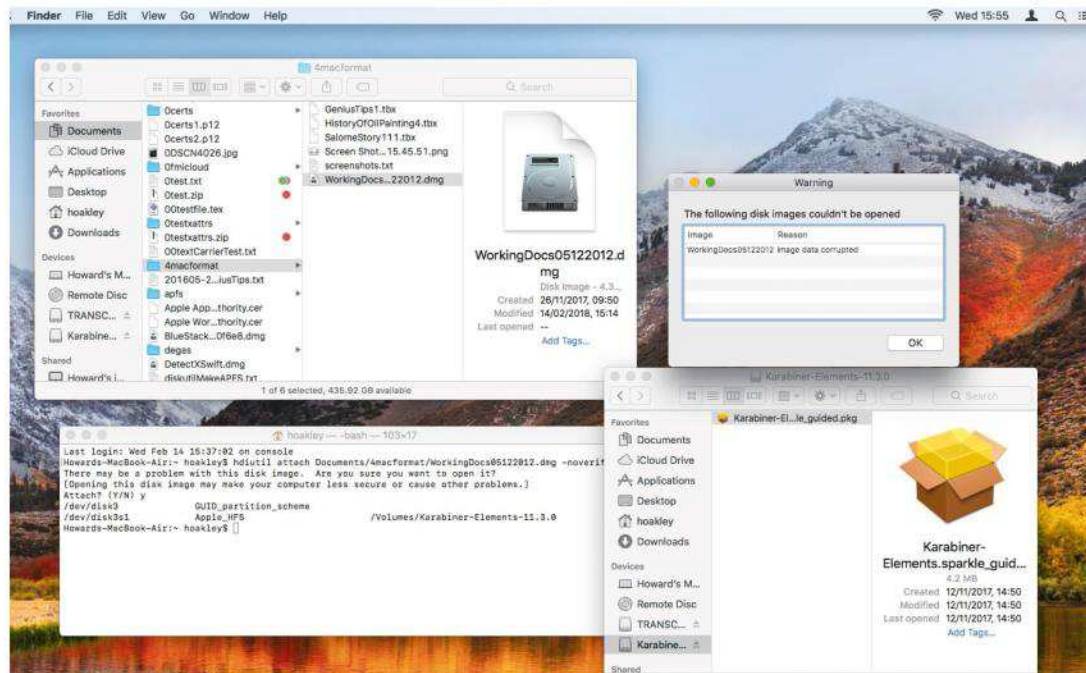 Finder File Edit View Go Window Help
Wed 15:55
4macformat
Search
Favorites
Documents
iCloud Drive
Applications
Desktop
hoakley
Downloads
Devices
Howard's M...
Remote Disc
TRANSC...
Karabine...
Shared
Howard's i...
0certs
0certs1.p12
0certs2.p12
0DSCN4026.jpg
0fmicloud
0test.txt
0test.zip
00testfile.tex
0testxattrs
0testxattrs.zip
00textCarrierTest.txt
4macformat
201605-2...iusTips.txt
apfs
Apple App...thority.cer
Apple Wor...thority.cer
BlueStack...0f6e8.dmg
degas
DetectXSwift.dmg
diskutilMakeAPFS.txt
GeniusTips1.tbx
HistoryOfOilPainting4.tbx
SalomeStory111.tbx
Screen Shot...15.45.51.png
screenshots.txt
WorkingDocs...22012.dmg
WorkingDocs05122012.d
mg
Disk Image - 4.3...
Created 26/11/2017, 09:50
Modified 14/02/2018, 15:14
Last opened --
Add Tags...
1 of 6 selected, 435.92 GB available
Warning
The following disk images couldn't be opened
Image Reason
WorkingDocs05122012 image data corrupted
OK
hoakley — -bash — 103×17
Last login: Wed Feb 14 15:37:02 on console
Howards-MacBook-Air:~ hoakley$ hdiutil attach Documents/4macformat/WorkingDocs05122012.dmg -noverif
There may be a problem with this disk image. Are you sure you want to open it?
[Opening this disk image may make your computer less secure or cause other problems.]
Attach? (Y/N) y
/dev/disk3 GUID_partition_scheme
/dev/disk3s1 Apple_HFS /Volumes/Karabiner-Elements-11.3.0
Howards-MacBook-Air:~ hoakley$
Karabiner-Elements-11.3.0
Search
Favorites
Documents
iCloud Drive
Applications
Desktop
hoakley
Downloads
Devices
Howard's M...
Remote Disc
TRANSC...
Karabine...
Shared
Karabiner-El...le_guided.pkg
Karabiner-
Elements.sparkle_guid...
4.2 MB
Created 12/11/2017, 14:50
Modified 12/11/2017, 14:50
Last opened 12/11/2017, 14:50
Add Tags...